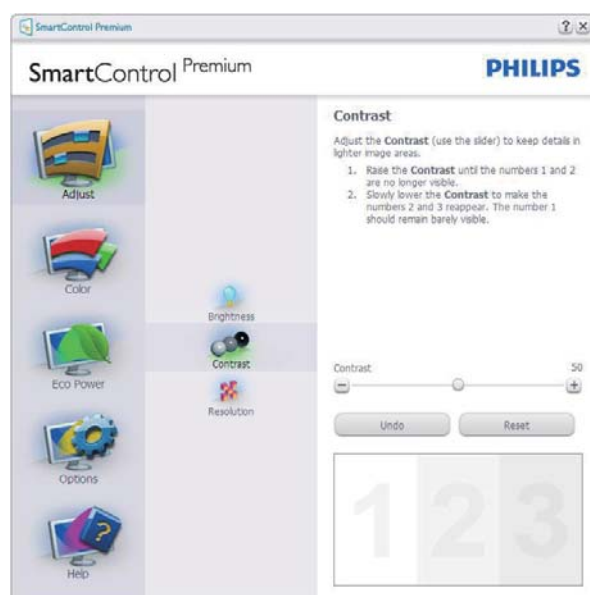 SmartControl Premium
SmartControl Premium
PHILIPS
Adjust
Color
Eco Power
Options
Help
Brightness
Contrast
Resolution
Contrast
Adjust the Contrast (use the slider) to keep details in
lighter image areas.
1. Raise the Contrast until the numbers 1 and 2
are no longer visible.
2. Slowly lower the Contrast to make the
numbers 2 and 3 reappear. The number 1
should remain barely visible.
Contrast 50
Undo Reset
1 2 3